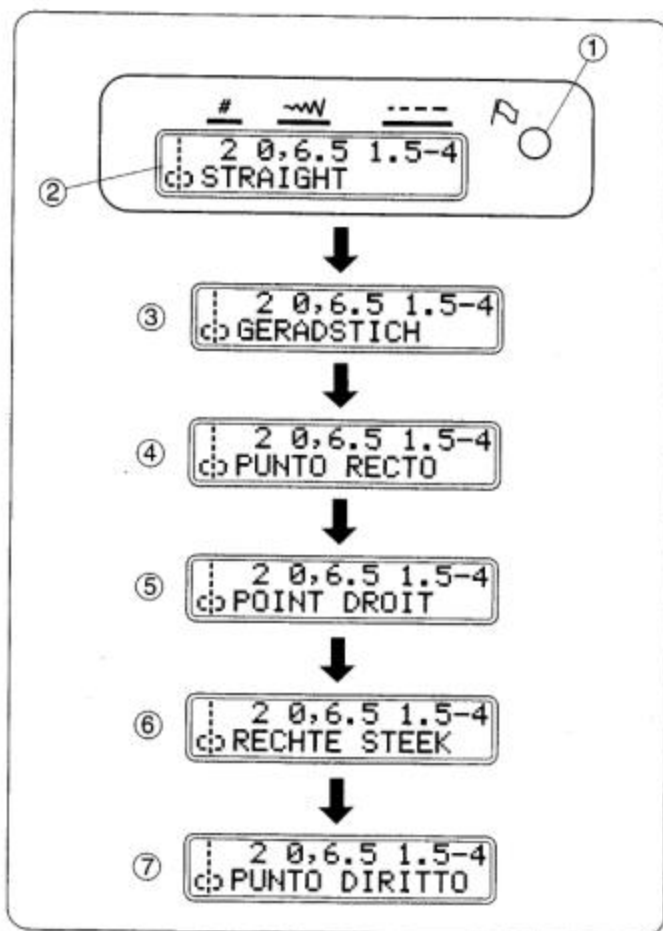 ①
#
2 0,6.5 1.5-4
② STRAIGHT
2 0,6.5 1.5-4
③ GERADSTICH
2 0,6.5 1.5-4
④ PUNTO RECTO
2 0,6.5 1.5-4
⑤ POINT DROIT
2 0,6.5 1.5-4
⑥ RECHTE STEEK
2 0,6.5 1.5-4
⑦ PUNTO DIRITTO